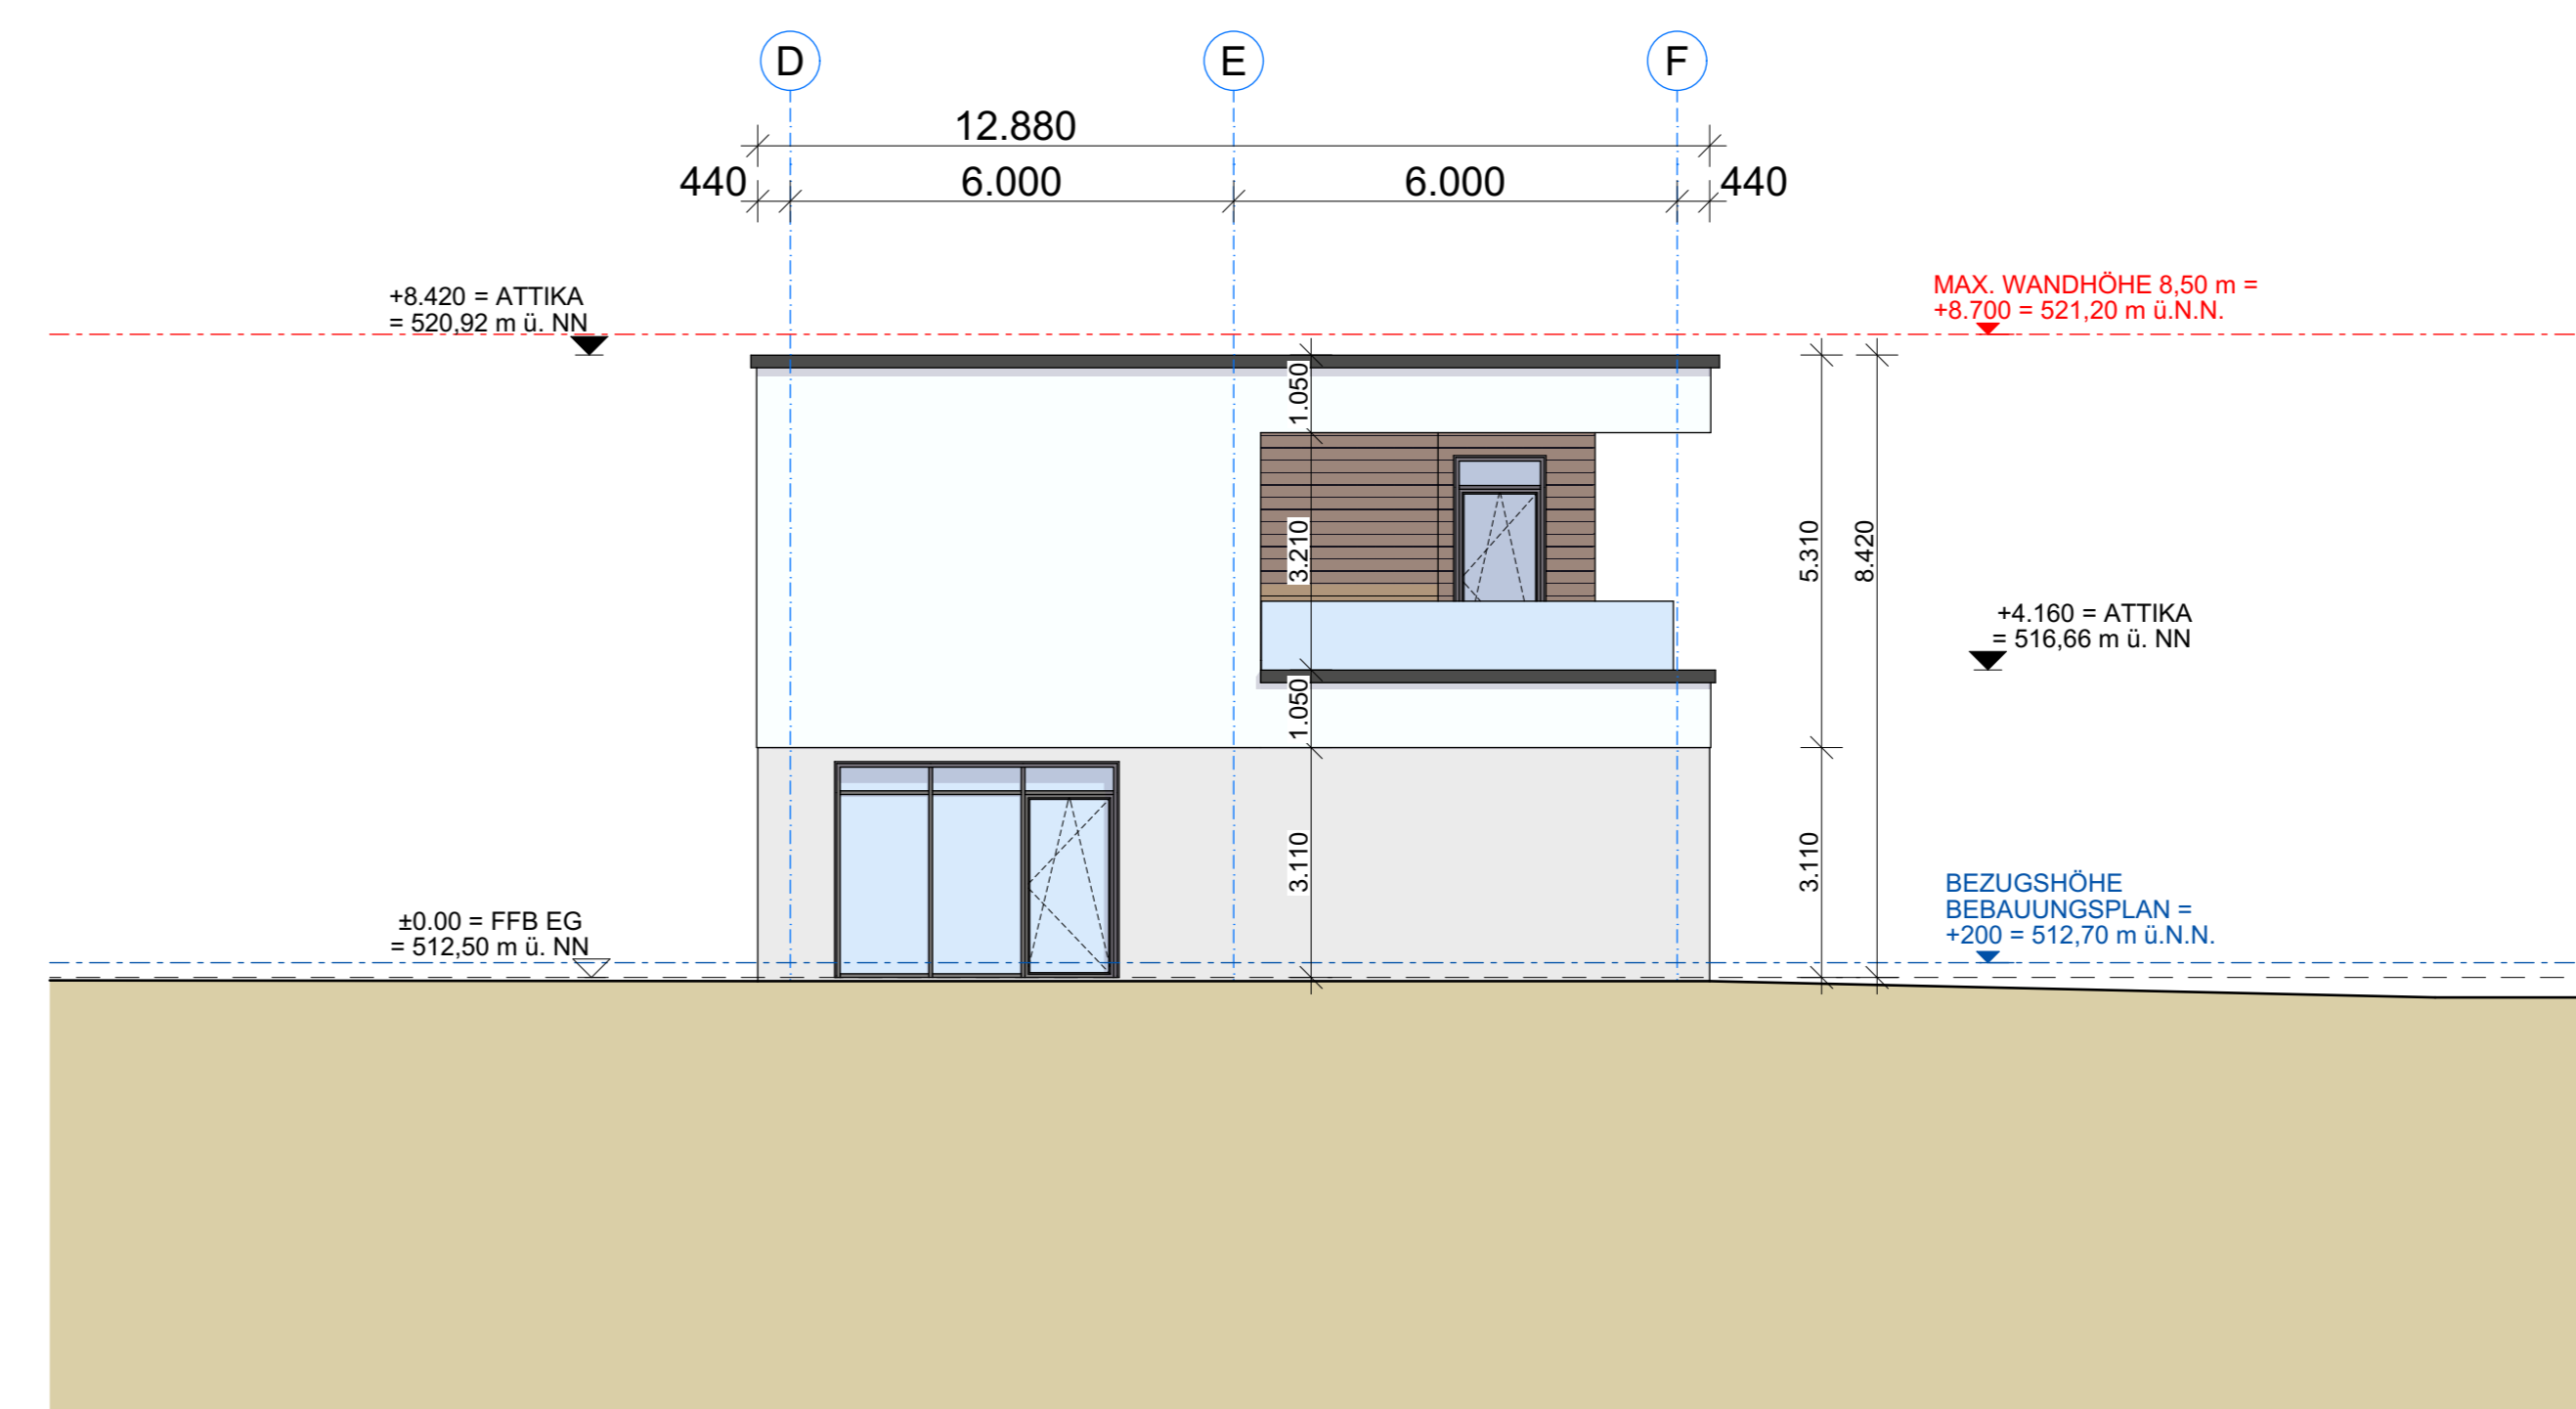 D
E
F
12.880
440
6.000
6.000
440
+8.420 = ATTIKA
= 520,92 m ü. NN
MAX. WANDHÖHE 8,50 m =
+8.700 = 521,20 m ü.N.N.
1.050
3.210
1.050
3.110
5.310
3.110
8.420
+4.160 = ATTIKA
= 516,66 m ü. NN
±0.00 = FFB EG
= 512,50 m ü. NN
BEZUGSHÖHE
BEBAUUNGSPLAN =
+200 = 512,70 m ü.N.N.